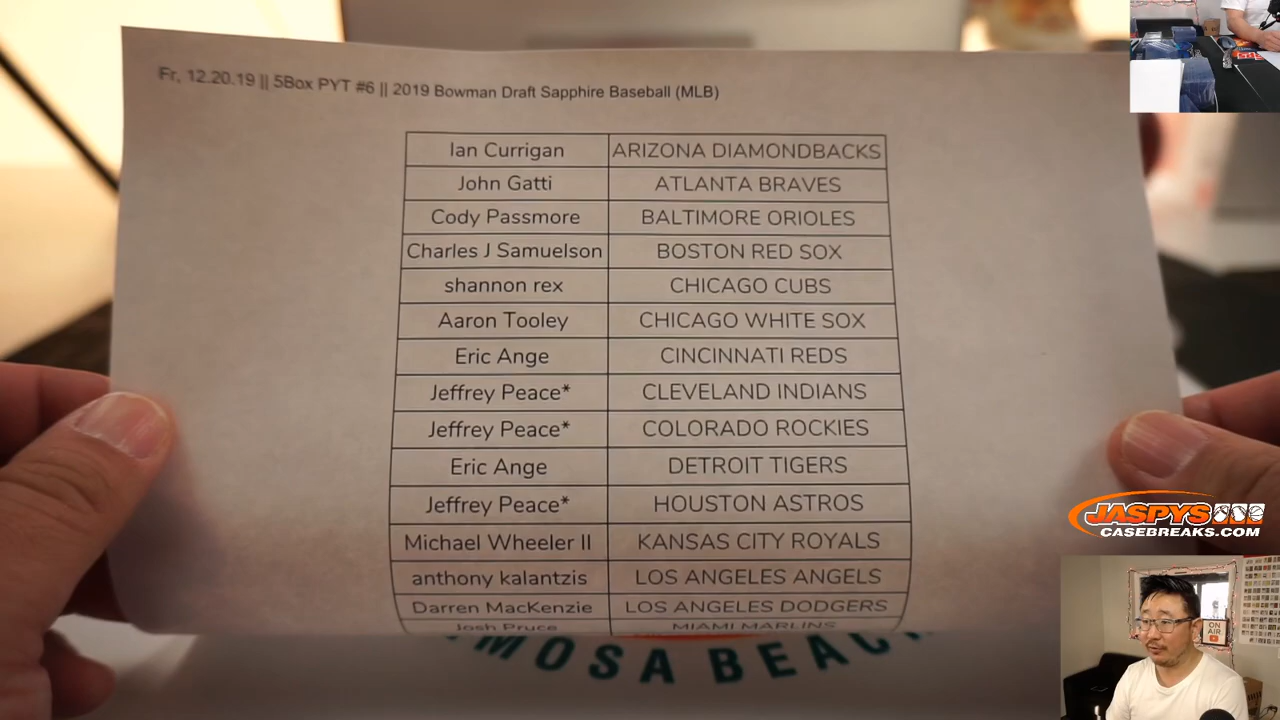 Fr, 12.20.19 || 5Box PYT #6 || 2019 Bowman Draft Sapphire Baseball (MLB)
Ian Currigan ARIZONA DIAMONDBACKS
John Gatti ATLANTA BRAVES
Cody Passmore BALTIMORE ORIOLES
Charles J Samuelson BOSTON RED SOX
shannon rex CHICAGO CUBS
Aaron Tooley CHICAGO WHITE SOX
Eric Ange CINCINNATI REDS
Jeffrey Peace* CLEVELAND INDIANS
Jeffrey Peace* COLORADO ROCKIES
Eric Ange DETROIT TIGERS
Jeffrey Peace* HOUSTON ASTROS
Michael Wheeler II KANSAS CITY ROYALS
anthony kalantzis LOS ANGELES ANGELS
Darren MacKenzie LOS ANGELES DODGERS
Josh Pruce MIAMI MARLINS
MOSA BEAC
JASPYS
CASEBREAKS.COM
ON
AIR